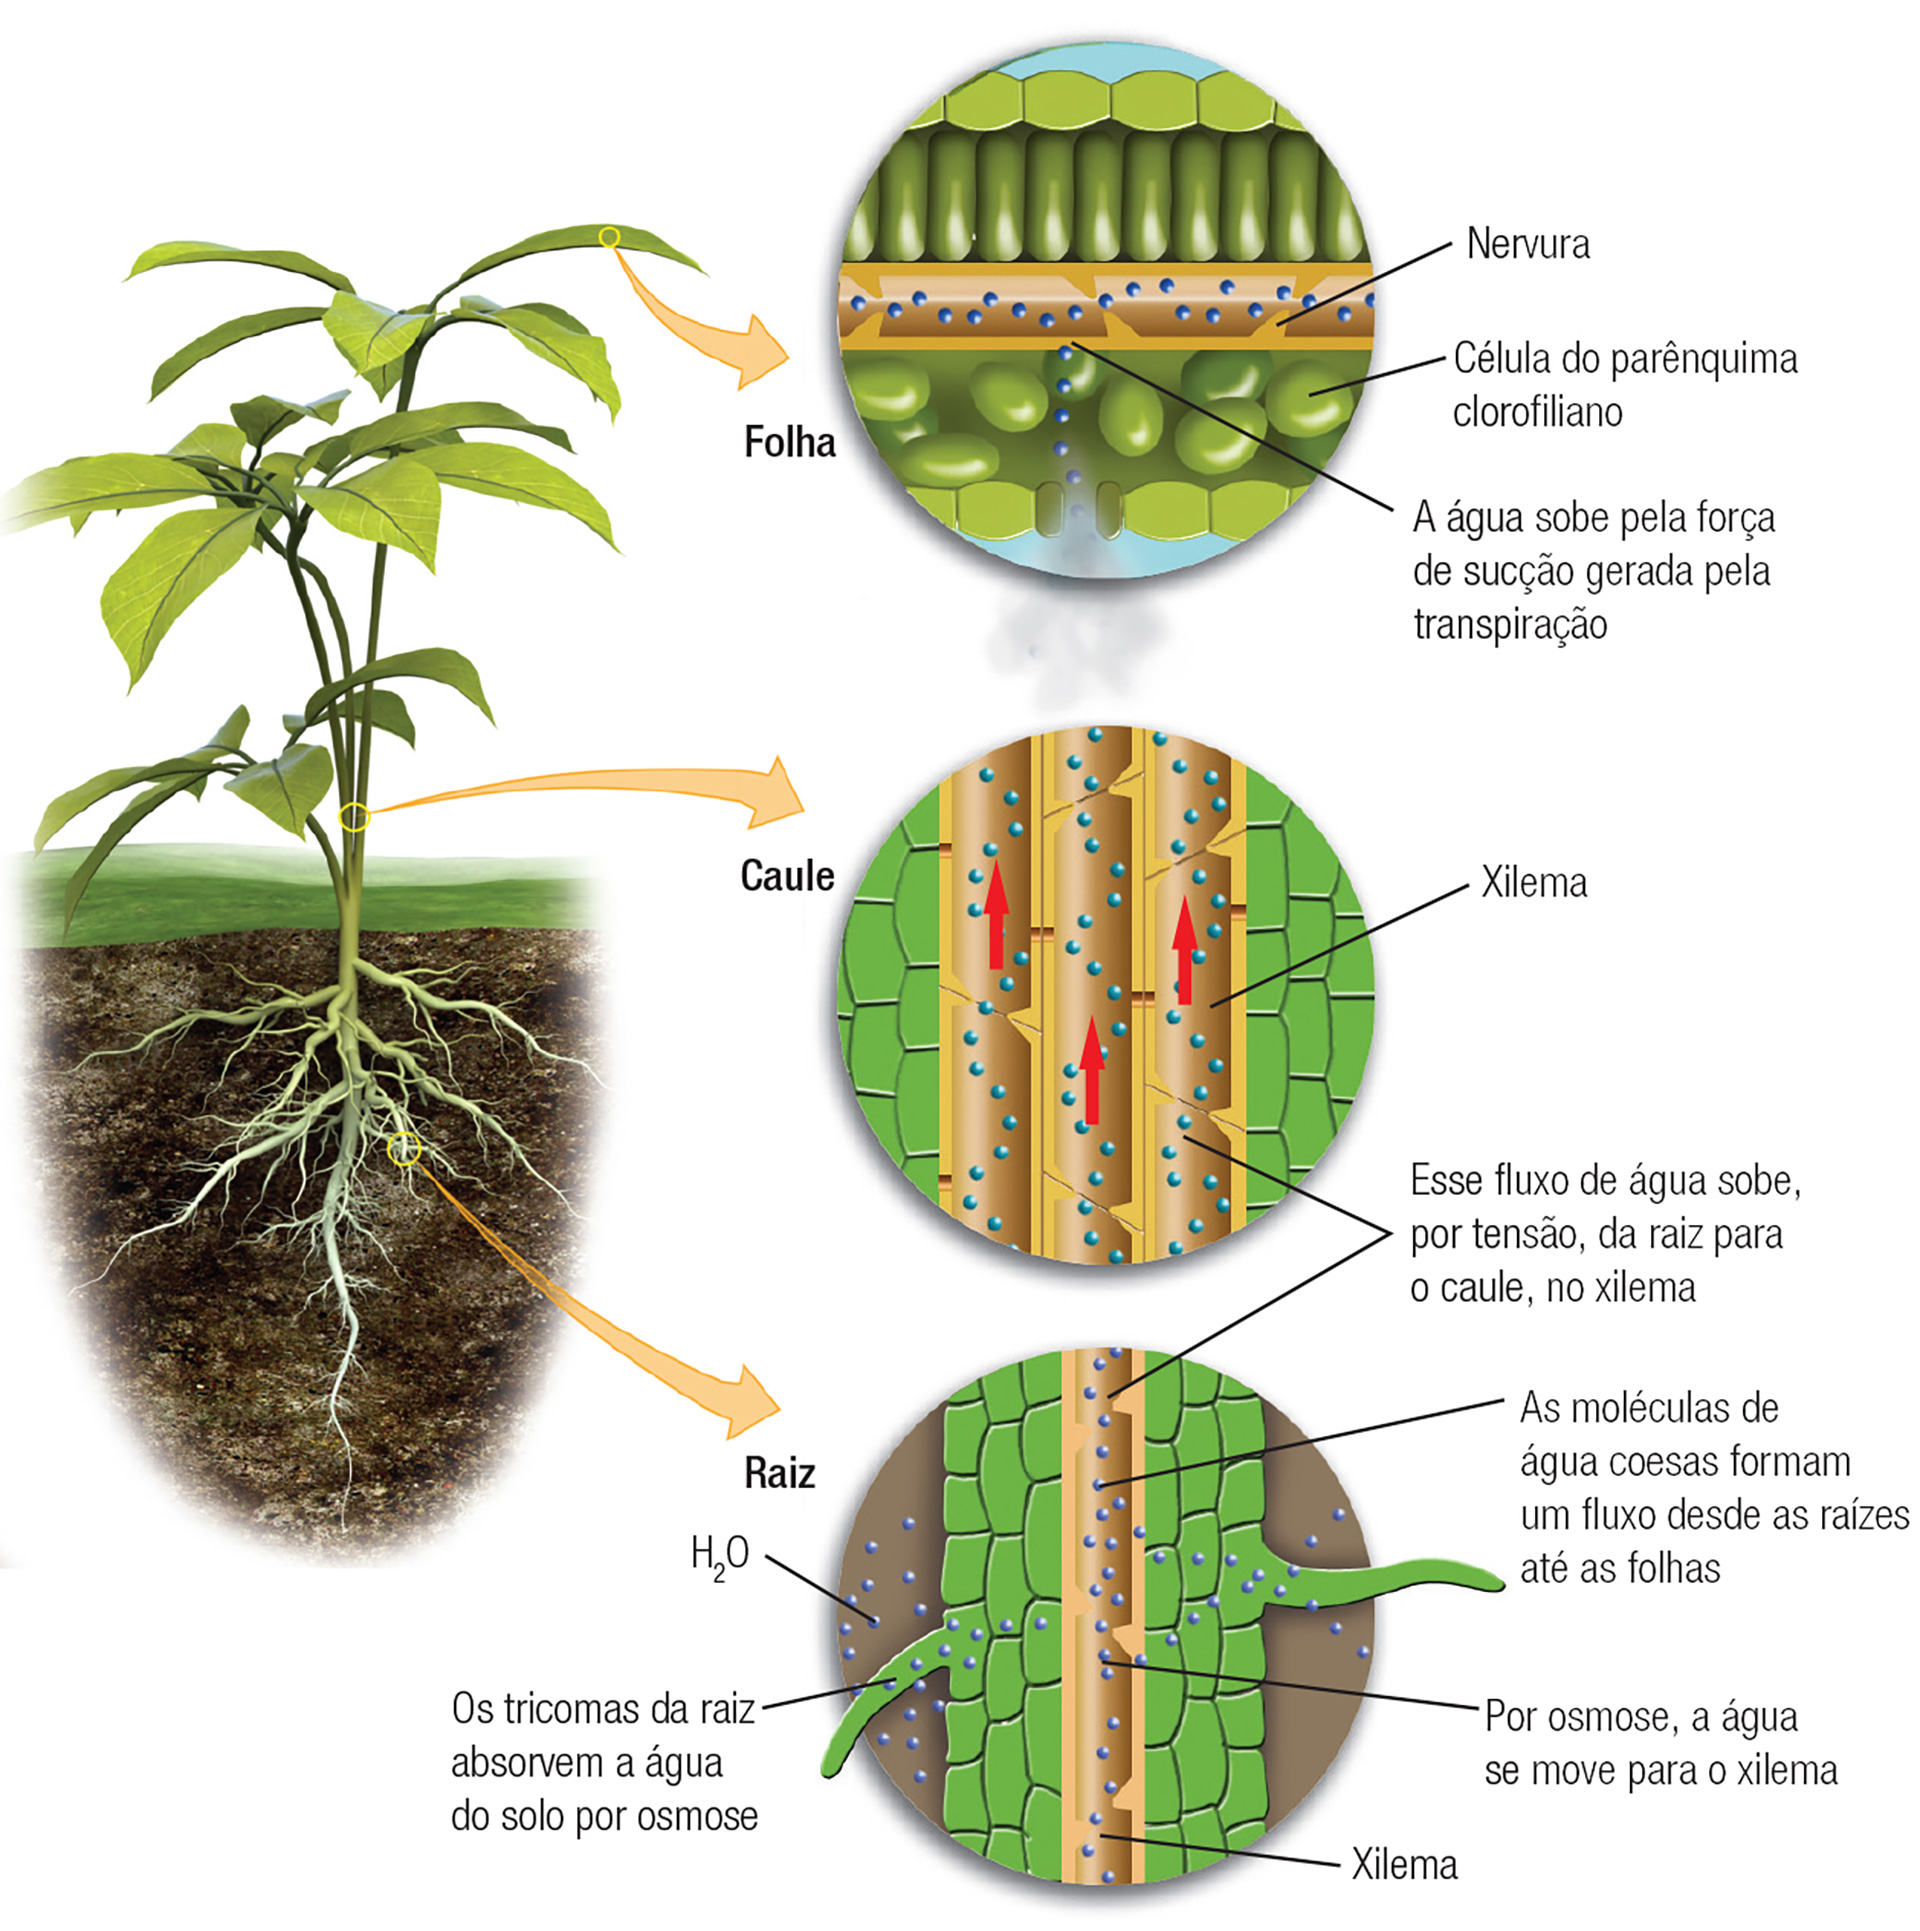 Nervura
Célula do parênquima
clorofiliano
Folha
A água sobe pela força
de sucção gerada pela
transpiração
Caule
Xilema
Esse fluxo de água sobe,
por tensão, da raiz para
o caule, no xilema
As moléculas de
água coesas formam
um fluxo desde as raízes
até as folhas
Raiz
H₂O
Os tricomas da raiz
absorvem a água
do solo por osmose
Por osmose, a água
se move para o xilema
Xilema